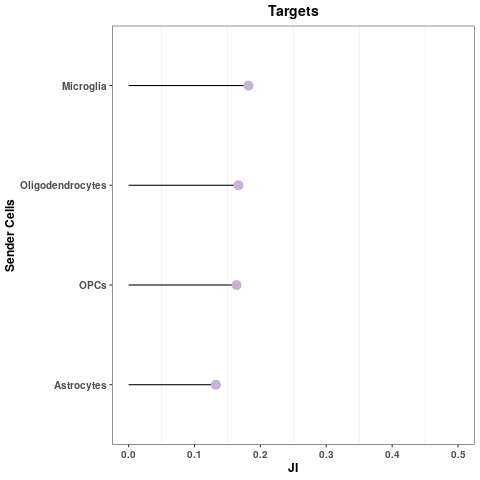 Targets
Sender Cells
Microglia
Oligodendrocytes
OPCs
Astrocytes
0.0 0.1 0.2 0.3 0.4 0.5
JI